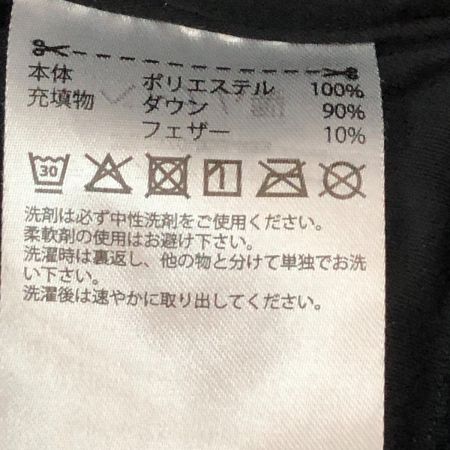 本体 ポリエステル 100%
充填物 ダウン 90%
フェザー 10%
30
洗剤は必ず中性洗剤をご使用ください。
柔軟剤の使用はお避け下さい。
洗濯時は裏返し、他の物と分けて単独でお洗
い下さい。
洗濯後は速やかに取り出してください。